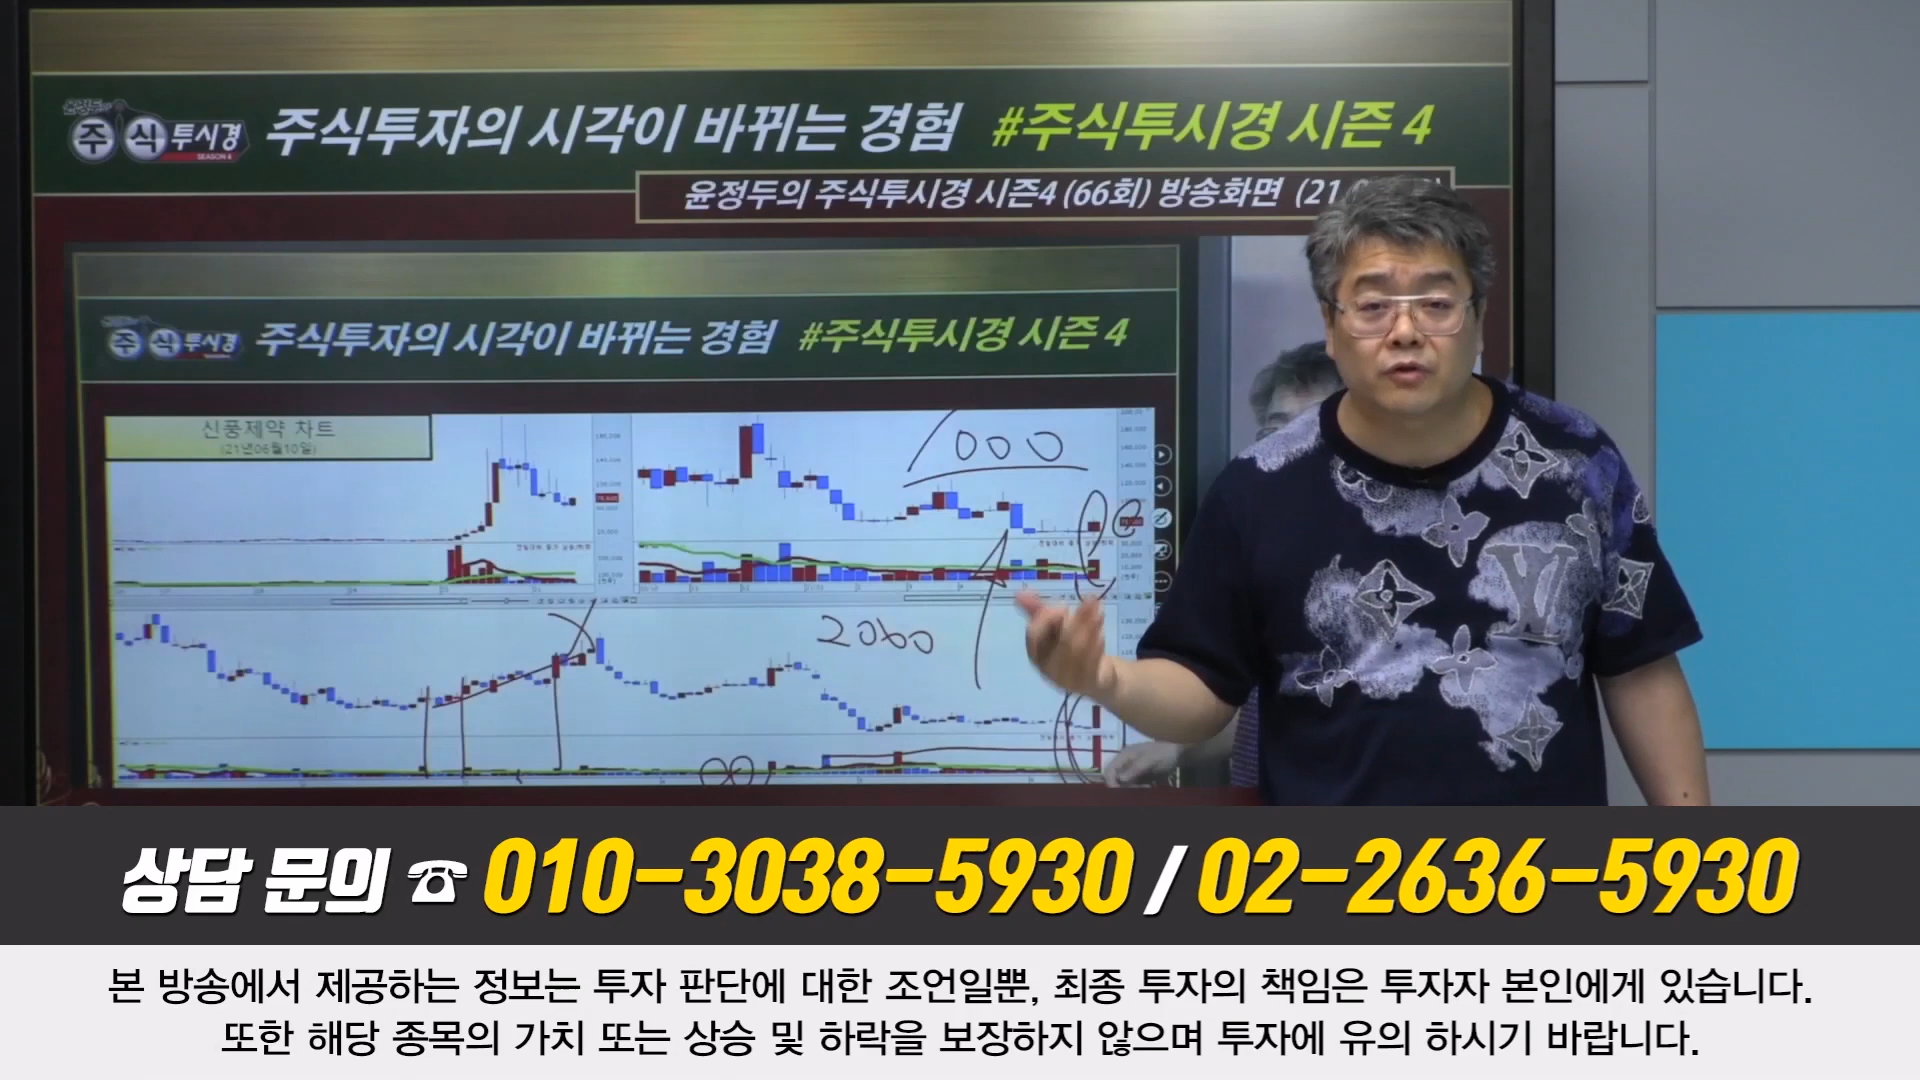 윤정두의 주식투시경 SEASON 4
주식투자의 시각이 바뀌는 경험 #주식투시경 시즌 4
윤정두의 주식투시경 시즌4 (66회) 방송화면 (21.
주식투시경
주식투자의 시각이 바뀌는 경험 #주식투시경 시즌 4
신풍제약 차트
(21년06월10일)
000
2060
상담 문의 ☎ 010-3038-5930 / 02-2636-5930
본 방송에서 제공하는 정보는 투자 판단에 대한 조언일뿐, 최종 투자의 책임은 투자자 본인에게 있습니다.
또한 해당 종목의 가치 또는 상승 및 하락을 보장하지 않으며 투자에 유의 하시기 바랍니다.